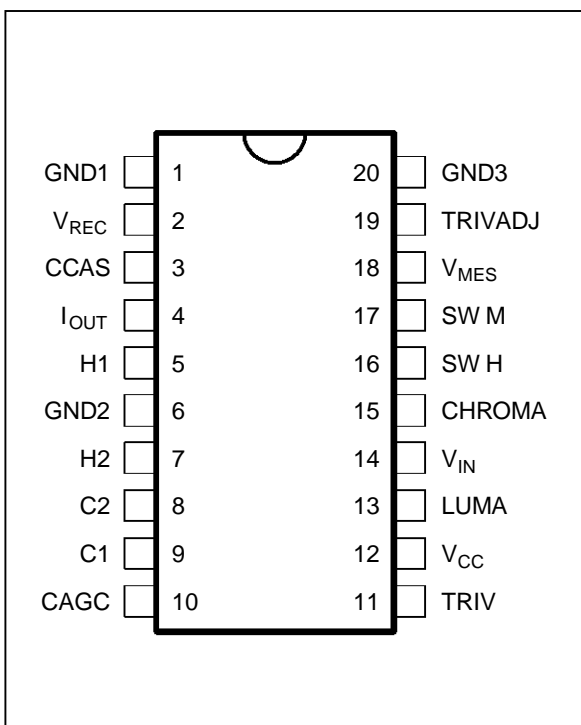 GND1 1 20 GND3
VREC 2 19 TRIVADJ
CCAS 3 18 VMES
IOUT 4 17 SW M
H1 5 16 SW H
GND2 6 15 CHROMA
H2 7 14 VIN
C2 8 13 LUMA
C1 9 12 VCC
CAGC 10 11 TRIV